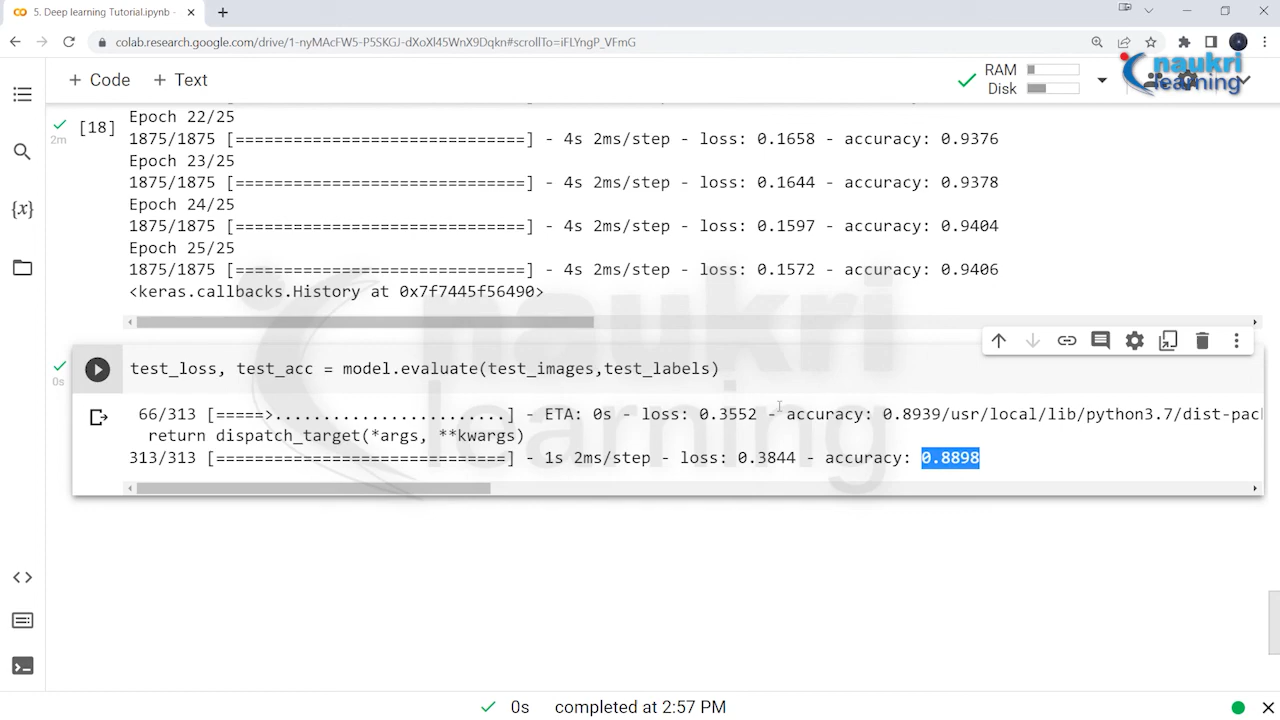 5. Deep learning Tutorial.ipynb -
colab.research.google.com/drive/1-nyMAcFW5-P5SKGJ-dXoXl45WnX9Dqkn#scrollTo=iFLYngP_VFmG
+ Code + Text
RAM
Disk
naukri
learning
Epoch 22/25
[18]
2m
1875/1875 [==============================] - 4s 2ms/step - loss: 0.1658 - accuracy: 0.9376
Epoch 23/25
1875/1875 [==============================] - 4s 2ms/step - loss: 0.1644 - accuracy: 0.9378
Epoch 24/25
1875/1875 [==============================] - 4s 2ms/step - loss: 0.1597 - accuracy: 0.9404
Epoch 25/25
1875/1875 [==============================] - 4s 2ms/step - loss: 0.1572 - accuracy: 0.9406
<keras.callbacks.History at 0x7f7445f56490>
naukri
learning
0s
test_loss, test_acc = model.evaluate(test_images,test_labels)
66/313 [=====>........................] - ETA: 0s - loss: 0.3552 - accuracy: 0.8939/usr/local/lib/python3.7/dist-pac
return dispatch_target(*args, **kwargs)
313/313 [==============================] - 1s 2ms/step - loss: 0.3844 - accuracy: 0.8898
0s completed at 2:57 PM